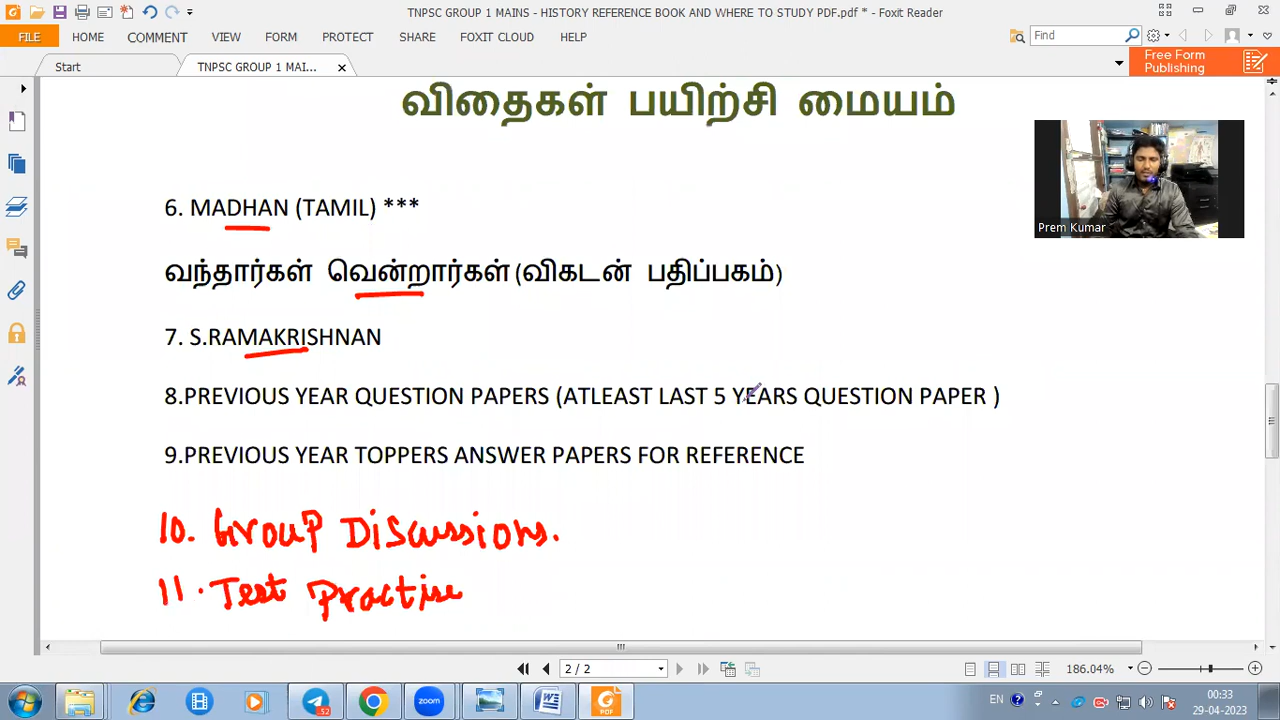 TNPSC GROUP 1 MAINS - HISTORY REFERENCE BOOK AND WHERE TO STUDY PDF.pdf * - Foxit Reader
FILE HOME COMMENT VIEW FORM PROTECT SHARE FOXIT CLOUD HELP Find
Start TNPSC GROUP 1 MAI... Free Form Publishing
விதைகள் பயிற்சி மையம்
6. MADHAN (TAMIL) ***
Prem Kumar
வந்தார்கள் வென்றார்கள் (விகடன் பதிப்பகம்)
7. S.RAMAKRISHNAN
8.PREVIOUS YEAR QUESTION PAPERS (ATLEAST LAST 5 YEARS QUESTION PAPER )
9.PREVIOUS YEAR TOPPERS ANSWER PAPERS FOR REFERENCE
10. Group Discussions.
11. Test Practise
2 / 2 186.04%
52 zoom PDF EN 00:33
29-04-2023